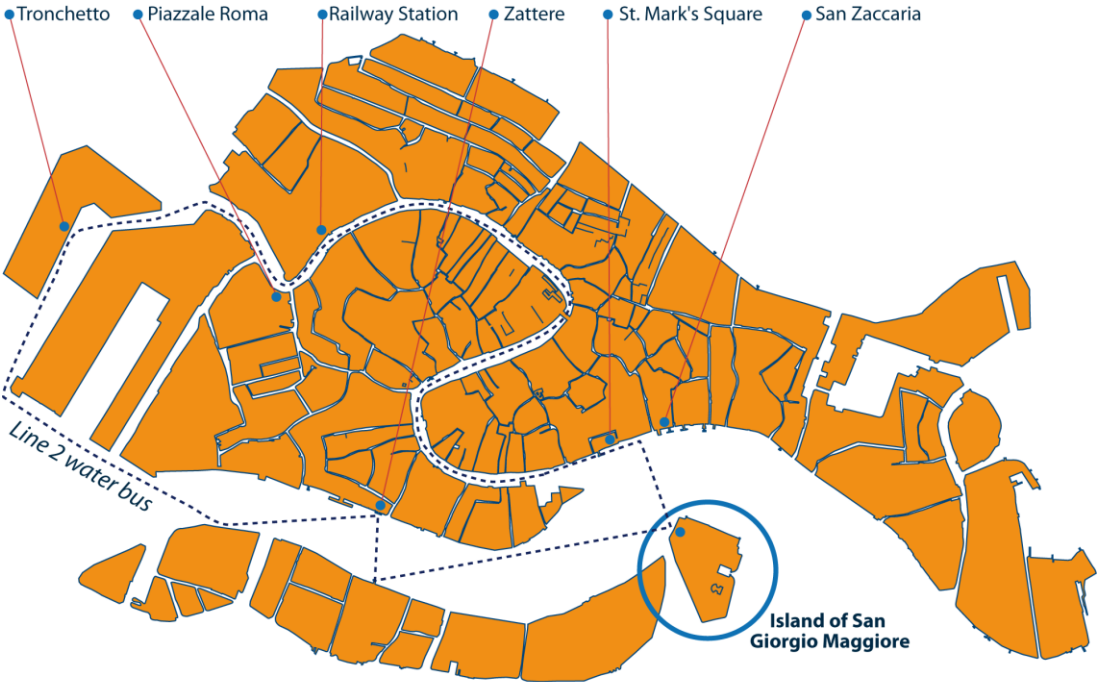 Tronchetto
Piazzale Roma
Railway Station
Zattere
St. Mark's Square
San Zaccaria
Line 2 water bus
Island of San
Giorgio Maggiore